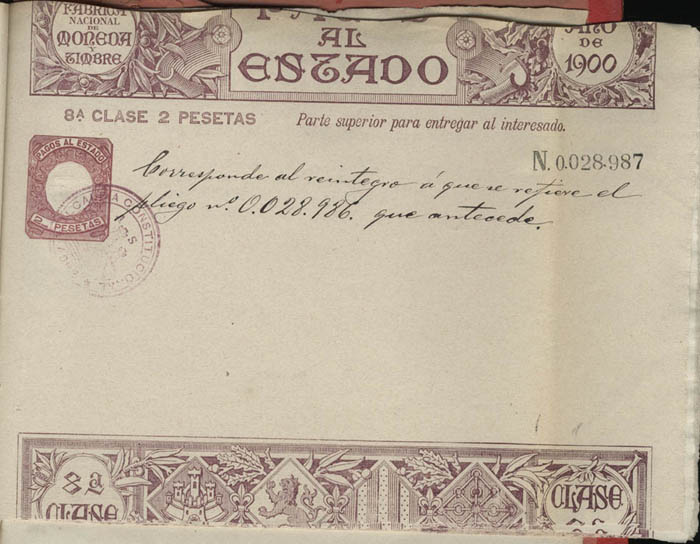 FABRICA
NACIONAL
DE
MONEDA
Y
TIMBRE
AL
ESTADO
AÑO
DE
1900
8ª CLASE 2 PESETAS
Parte superior para entregar al interesado.
N. 0.028.987
PAGOS AL ESTADO
2 PESETAS
Corresponde al reintegro á que se refiere el
pliego nº 0.028.986. que antecede.
8ª
CLASE
CLASE